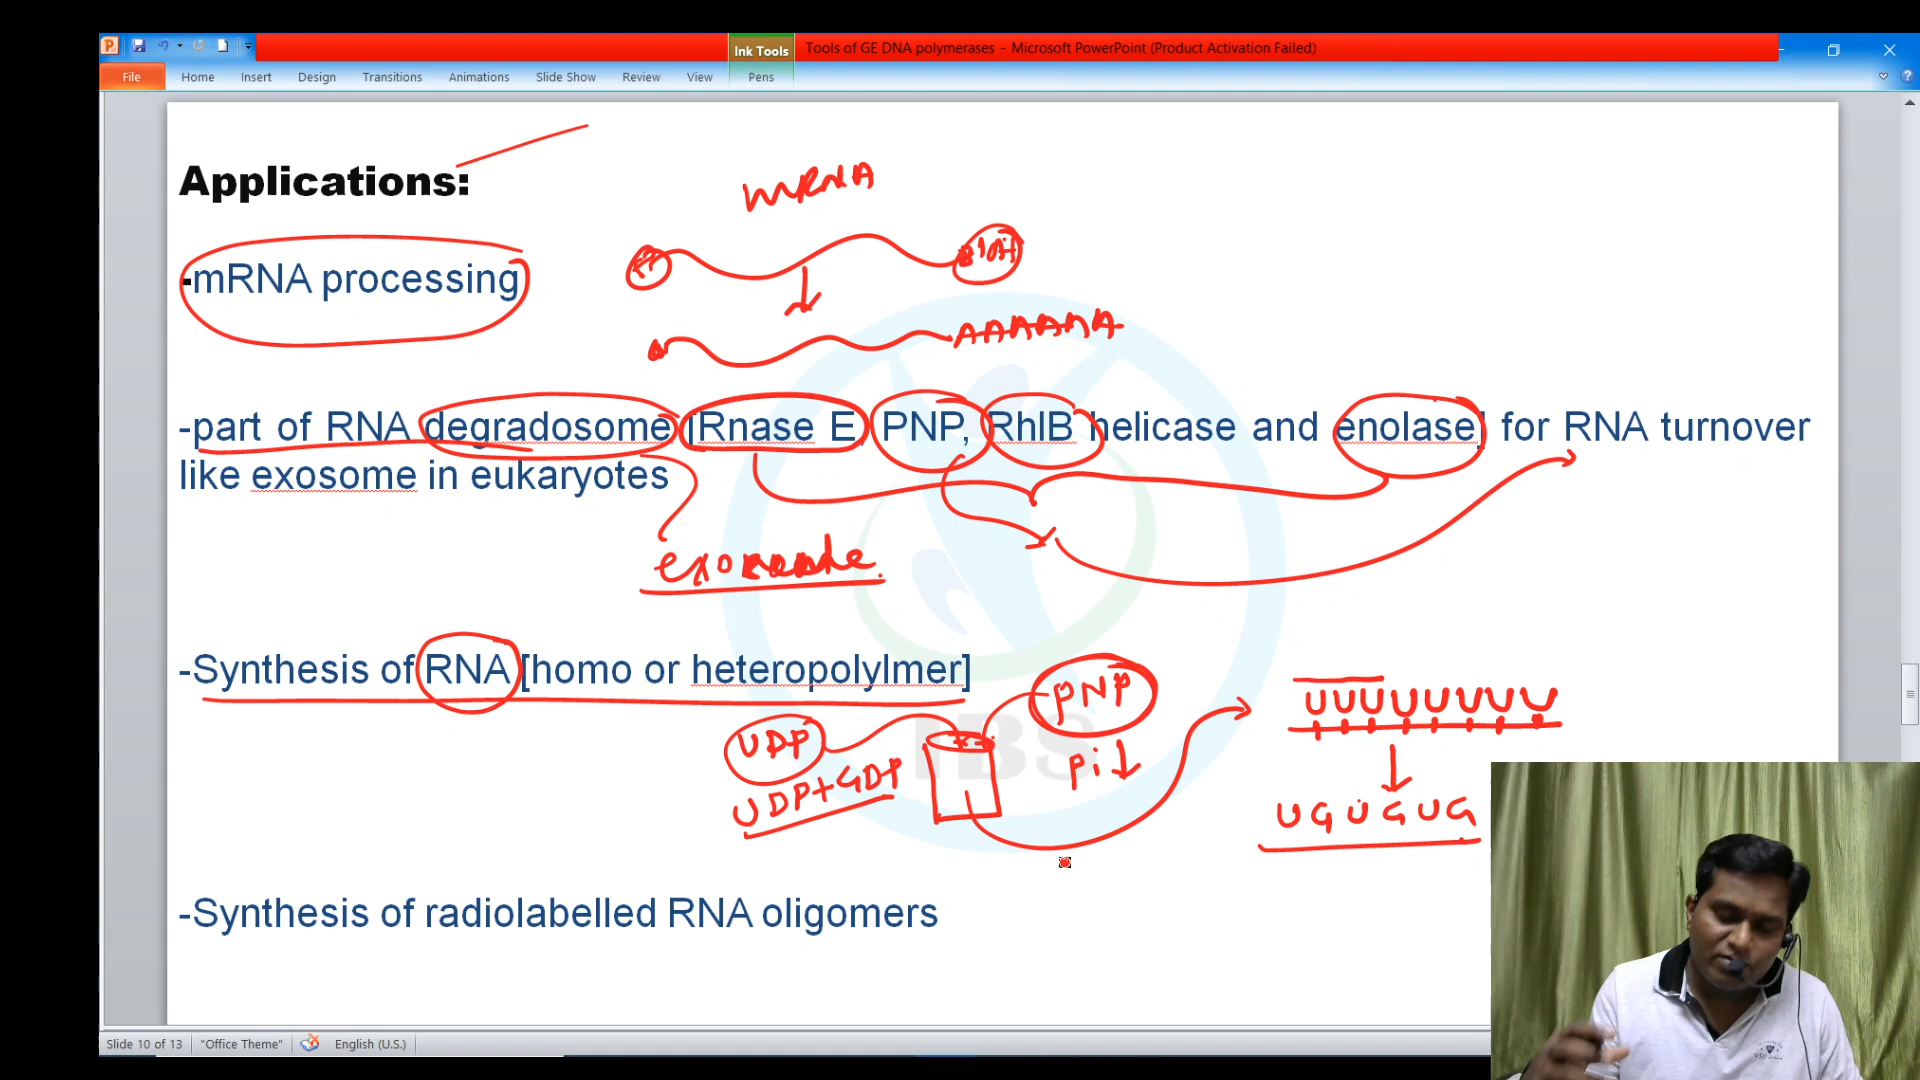 Ink Tools
Tools of GE DNA polymerases - Microsoft PowerPoint (Product Activation Failed)
File Home Insert Design Transitions Animations Slide Show Review View Pens
Applications:
mRNA
-mRNA processing
AAAAAA
-part of RNA degradosome [Rnase E, PNP, RhlB helicase and enolase] for RNA turnover
like exosome in eukaryotes
-Synthesis of RNA [homo or heteropolylmer]
PNP
UUUUUUUU
UDP
Pi
UDP+GDP
UGUGUG
IBS
-Synthesis of radiolabelled RNA oligomers
Slide 10 of 13 "Office Theme" English (U.S.)